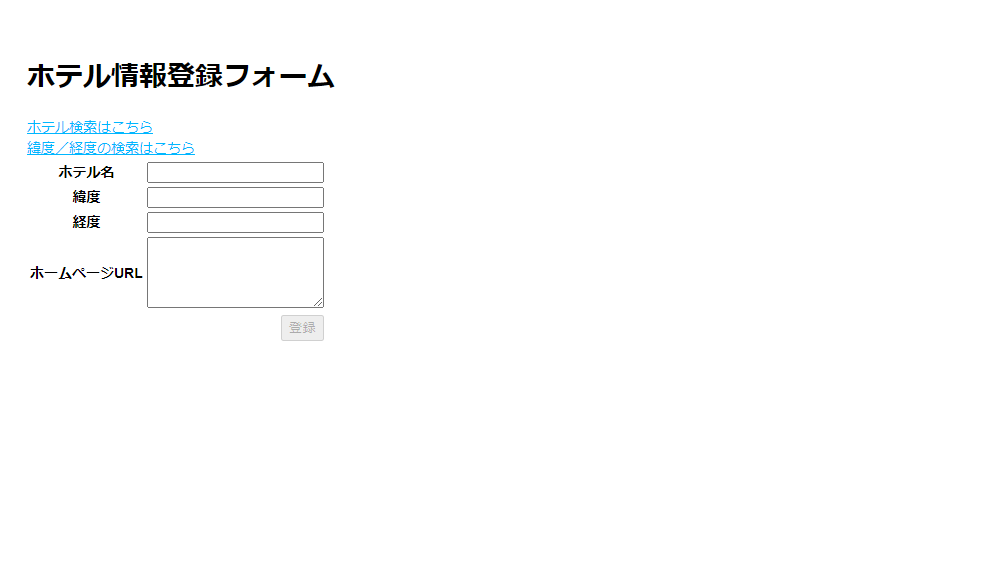 ホテル情報登録フォーム
ホテル検索はこちら
緯度／経度の検索はこちら
ホテル名
緯度
経度
ホームページURL
登録